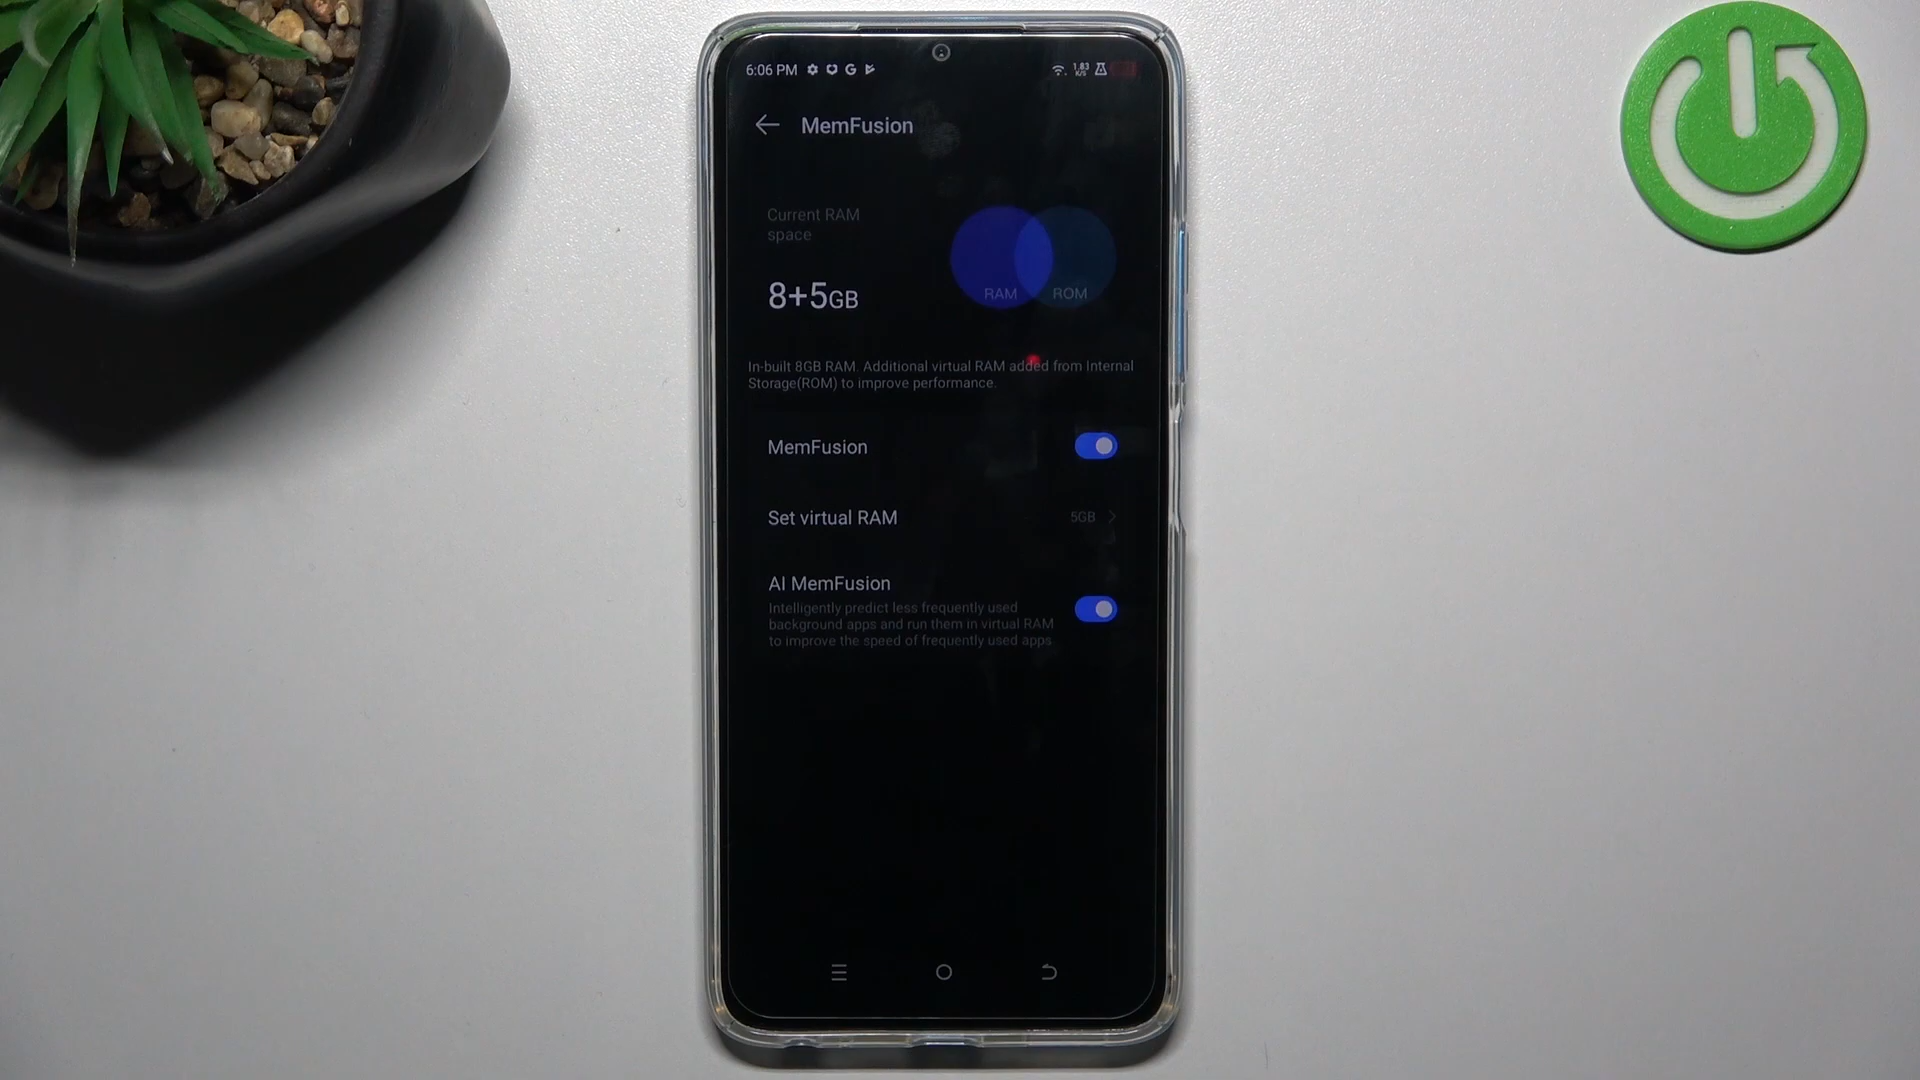 6:06 PM
1.83
K/S
MemFusion
Current RAM
space
8+5GB
RAM
ROM
In-built 8GB RAM. Additional virtual RAM added from Internal
Storage(ROM) to improve performance.
MemFusion
Set virtual RAM
5GB
AI MemFusion
Intelligently predict less frequently used
background apps and run them in virtual RAM
to improve the speed of frequently used apps